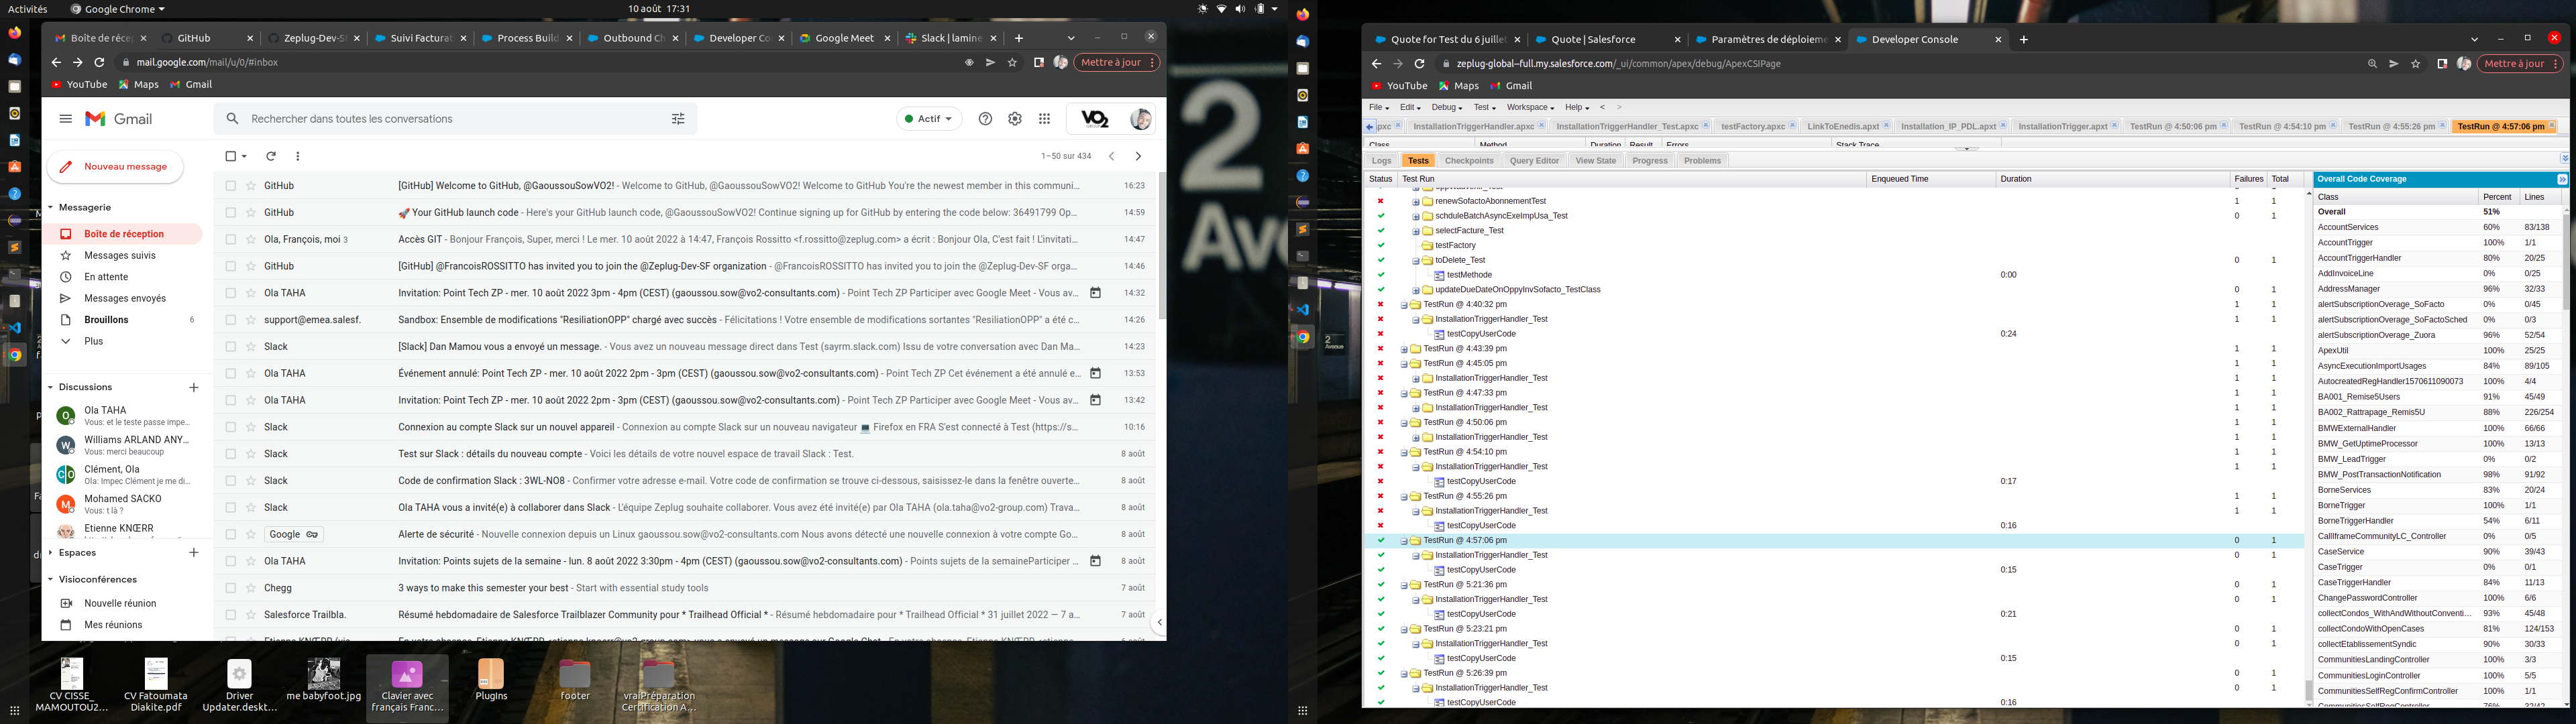 Activités
Google Chrome
10 août 17:31
Boîte de récep
GitHub
Zeplug-Dev-SF
Suivi Facturat
Process Build
Outbound Ch
Developer Co
Google Meet
Slack | lamine
mail.google.com/mail/u/0/#inbox
Mettre à jour
YouTube
Maps
Gmail
Gmail
Rechercher dans toutes les conversations
Actif
VO2
1–50 sur 434
Nouveau message
Messagerie
Boîte de réception
Messages suivis
En attente
Messages envoyés
Brouillons 6
Plus
Discussions
Ola TAHA
Vous: et le teste passe impe...
Williams ARLAND ANY...
Vous: merci beaucoup
Clément, Ola
Ola: Impec Clément je me di...
Mohamed SACKO
Vous: t là ?
Etienne KNŒRR
Espaces
Visioconférences
Nouvelle réunion
Mes réunions
GitHub [GitHub] Welcome to GitHub, @GaoussouSowVO2! - Welcome to GitHub, @GaoussouSowVO2! Welcome to GitHub You're the newest member in this communi... 16:23
GitHub 🚀 Your GitHub launch code - Here's your GitHub launch code, @GaoussouSowVO2! Continue signing up for GitHub by entering the code below: 36491799 Op... 14:59
Ola, François, moi 3 Accès GIT - Bonjour François, Super, merci ! Le mer. 10 août 2022 à 14:47, François Rossitto <f.rossitto@zeplug.com> a écrit : Bonjour Ola, C'est fait ! L'invitati... 14:47
GitHub [GitHub] @FrancoisROSSITTO has invited you to join the @Zeplug-Dev-SF organization - @FrancoisROSSITTO has invited you to join the @Zeplug-Dev-SF orga... 14:46
Ola TAHA Invitation: Point Tech ZP - mer. 10 août 2022 3pm - 4pm (CEST) (gaoussou.sow@vo2-consultants.com) - Point Tech ZP Participer avec Google Meet - Vous av... 14:32
support@emea.salesf. Sandbox: Ensemble de modifications "ResiliationOPP" chargé avec succès - Félicitations ! Votre ensemble de modifications sortantes "ResiliationOPP" a été c... 14:26
Slack [Slack] Dan Mamou vous a envoyé un message. - Vous avez un nouveau message direct dans Test (sayrm.slack.com) Issu de votre conversation avec Dan Ma... 14:23
Ola TAHA Événement annulé: Point Tech ZP - mer. 10 août 2022 2pm - 3pm (CEST) (gaoussou.sow@vo2-consultants.com) - Point Tech ZP Cet événement a été annulé e... 13:53
Ola TAHA Invitation: Point Tech ZP - mer. 10 août 2022 2pm - 3pm (CEST) (gaoussou.sow@vo2-consultants.com) - Point Tech ZP Participer avec Google Meet - Vous av... 13:42
Slack Connexion au compte Slack sur un nouvel appareil - Connexion au compte Slack sur un nouveau navigateur 💻 Firefox en FRA S'est connecté à Test (https://s... 10:16
Slack Test sur Slack : détails du nouveau compte - Voici les détails de votre nouvel espace de travail Slack : Test. 8 août
Slack Code de confirmation Slack : 3WL-NO8 - Confirmer votre adresse e-mail. Votre code de confirmation se trouve ci-dessous, saisissez-le dans la fenêtre ouverte... 8 août
Slack Ola TAHA vous a invité(e) à collaborer dans Slack - L'équipe Zeplug souhaite collaborer. Vous avez été invité(e) par Ola TAHA (ola.taha@vo2-group.com) Trava... 8 août
Google Alerte de sécurité - Nouvelle connexion depuis un Linux gaoussou.sow@vo2-consultants.com Nous avons détecté une nouvelle connexion à votre compte Go... 8 août
Ola TAHA Invitation: Points sujets de la semaine - lun. 8 août 2022 3:30pm - 4pm (CEST) (gaoussou.sow@vo2-consultants.com) - Points sujets de la semaineParticiper ... 8 août
Chegg 3 ways to make this semester your best - Start with essential study tools 7 août
Salesforce Trailbla. Résumé hebdomadaire de Salesforce Trailblazer Community pour * Trailhead Official * - Résumé hebdomadaire pour * Trailhead Official * 31 juillet 2022 — 7 a... 7 août
CV CISSE_
MAMOUTOU2...
CV Fatoumata
Diakite.pdf
Driver
Updater.deskt...
me babyfoot.jpg
Clavier avec
français Franc...
PlugIns
footer
vraiPréparation
Certification A...
2
Ave
2
Avenue
Quote for Test du 6 juillet
Quote | Salesforce
Paramètres de déploieme
Developer Console
zeplug-global--full.my.salesforce.com/_ui/common/apex/debug/ApexCSIPage
Mettre à jour
YouTube
Maps
Gmail
File Edit Debug Test Workspace Help < >
.apxc
InstallationTriggerHandler.apxc
InstallationTriggerHandler_Test.apxc
testFactory.apxc
LinkToEnedis.apxt
Installation_IP_PDL.apxt
InstallationTrigger.apxt
TestRun @ 4:50:06 pm
TestRun @ 4:54:10 pm
TestRun @ 4:55:26 pm
TestRun @ 4:57:06 pm
Class Method Duration Result Errors Stack Trace
Logs Tests Checkpoints Query Editor View State Progress Problems
Status Test Run Enqueued Time Duration Failures Total
renewSofactoAbonnementTest 1 1
schduleBatchAsyncExeImpUsa_Test 0 1
selectFacture_Test
testFactory
toDelete_Test 0 1
testMethode 0:00
updateDueDateOnOppyInvSofacto_TestClass 0 1
TestRun @ 4:40:32 pm 1 1
InstallationTriggerHandler_Test 1 1
testCopyUserCode 0:24
TestRun @ 4:43:39 pm 1 1
TestRun @ 4:45:05 pm 1 1
InstallationTriggerHandler_Test 1 1
TestRun @ 4:47:33 pm 1 1
InstallationTriggerHandler_Test 1 1
TestRun @ 4:50:06 pm 1 1
InstallationTriggerHandler_Test 1 1
TestRun @ 4:54:10 pm 1 1
InstallationTriggerHandler_Test 1 1
testCopyUserCode 0:17
TestRun @ 4:55:26 pm 1 1
InstallationTriggerHandler_Test 1 1
testCopyUserCode 0:16
TestRun @ 4:57:06 pm 0 1
InstallationTriggerHandler_Test 0 1
testCopyUserCode 0:15
TestRun @ 5:21:36 pm 0 1
InstallationTriggerHandler_Test 0 1
testCopyUserCode 0:21
TestRun @ 5:23:21 pm 0 1
InstallationTriggerHandler_Test 0 1
testCopyUserCode 0:15
TestRun @ 5:26:39 pm 0 1
InstallationTriggerHandler_Test 0 1
testCopyUserCode 0:16
Overall Code Coverage
Class Percent Lines
Overall 51%
AccountServices 60% 83/138
AccountTrigger 100% 1/1
AccountTriggerHandler 80% 20/25
AddInvoiceLine 0% 0/25
AddressManager 96% 32/33
alertSubscriptionOverage_SoFacto 0% 0/45
alertSubscriptionOverage_SoFactoSched 0% 0/3
alertSubscriptionOverage_Zuora 96% 52/54
ApexUtil 100% 25/25
AsyncExecutionImportUsages 84% 89/105
AutocreatedRegHandler1570611090073 100% 4/4
BA001_Remise5Users 91% 45/49
BA002_Rattrapage_Remis5U 88% 226/254
BMWExternalHandler 100% 66/66
BMW_GetUptimeProcessor 100% 13/13
BMW_LeadTrigger 0% 0/2
BMW_PostTransactionNotification 98% 91/92
BorneServices 83% 20/24
BorneTrigger 100% 1/1
BorneTriggerHandler 54% 6/11
CallIframeCommunityLC_Controller 0% 0/5
CaseService 90% 39/43
CaseTrigger 0% 0/1
CaseTriggerHandler 84% 11/13
ChangePasswordController 100% 6/6
collectCondos_WithAndWithoutConventi... 93% 45/48
collectCondoWithOpenCases 81% 124/153
collectEtablissementSyndic 90% 30/33
CommunitiesLandingController 100% 3/3
CommunitiesLoginController 100% 5/5
CommunitiesSelfRegConfirmController 100% 1/1